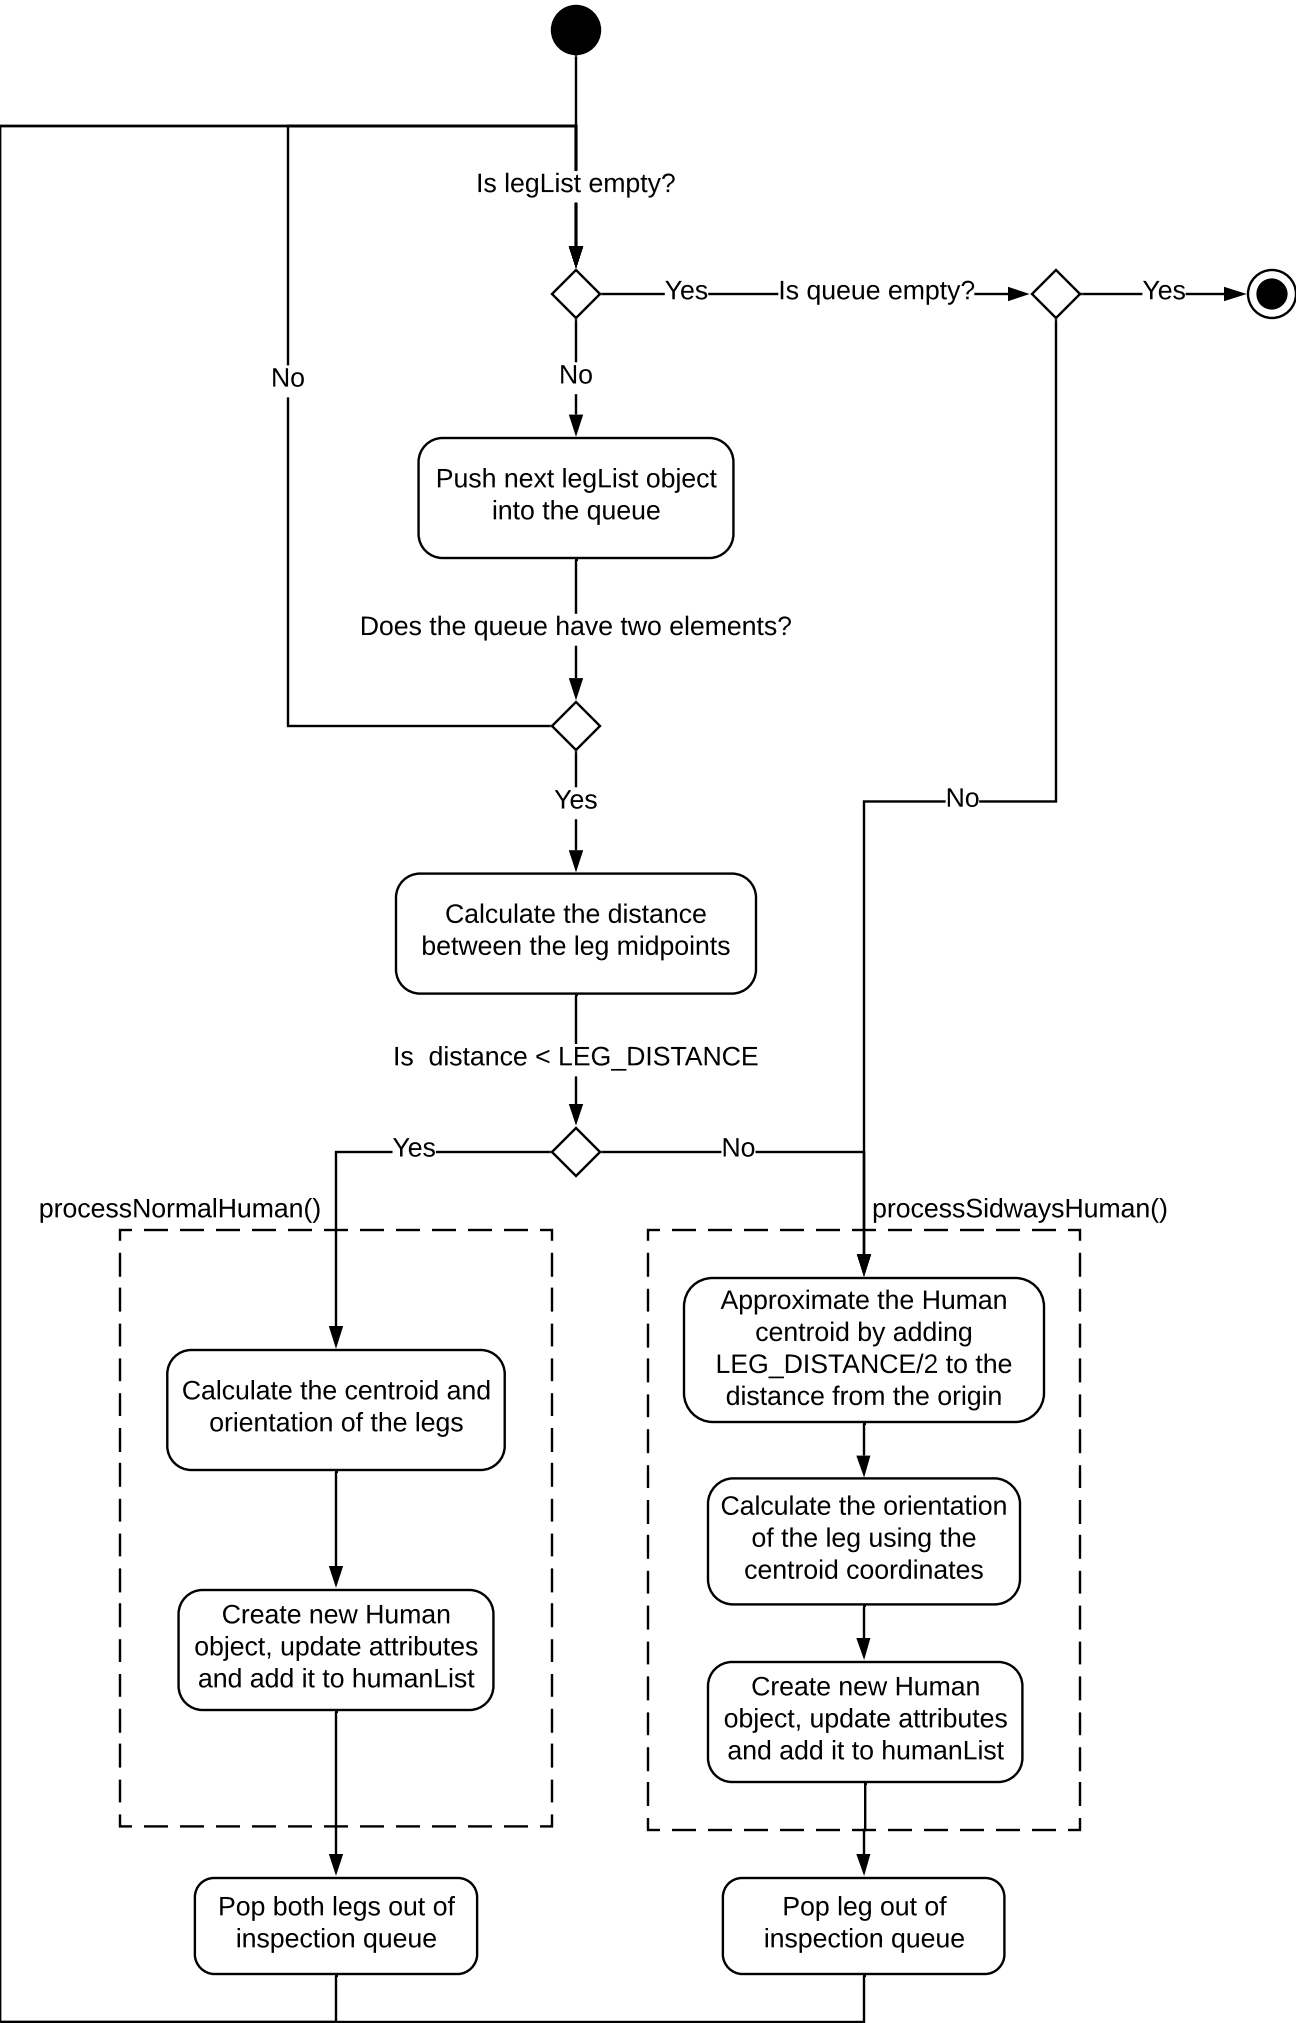 Is legList empty?
Yes
Is queue empty?
Yes
No
No
Push next legList object
into the queue
Does the queue have two elements?
Yes
No
Calculate the distance
between the leg midpoints
Is  distance < LEG_DISTANCE
Yes
No
processNormalHuman()
processSidwaysHuman()
Calculate the centroid and
orientation of the legs
Create new Human
object, update attributes
and add it to humanList
Pop both legs out of
inspection queue
Approximate the Human
centroid by adding
LEG_DISTANCE/2 to the
distance from the origin
Calculate the orientation
of the leg using the
centroid coordinates
Create new Human
object, update attributes
and add it to humanList
Pop leg out of
inspection queue